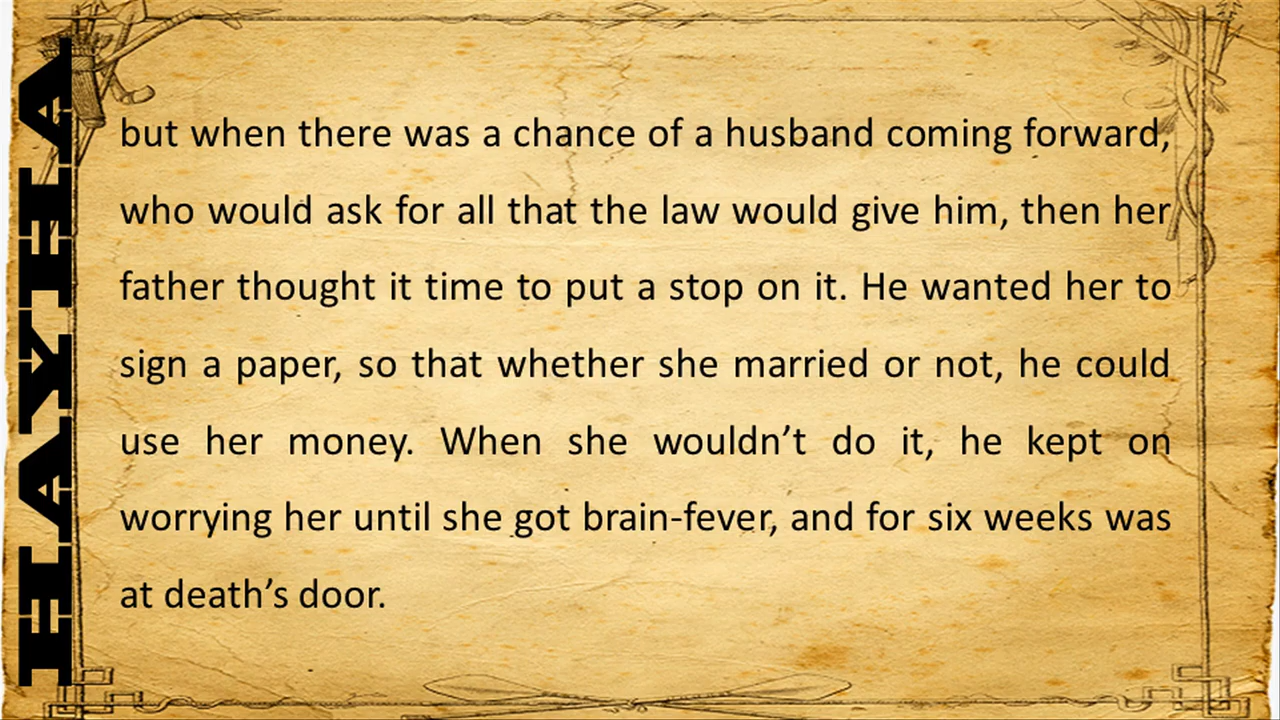 HAYHA
but when there was a chance of a husband coming forward,
who would ask for all that the law would give him, then her
father thought it time to put a stop on it. He wanted her to
sign a paper, so that whether she married or not, he could
use her money. When she wouldn’t do it, he kept on
worrying her until she got brain-fever, and for six weeks was
at death’s door.